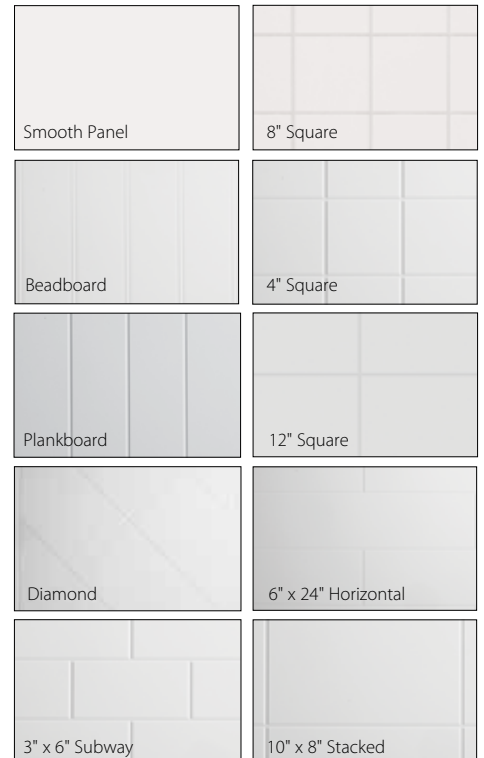 Smooth Panel
8" Square
Beadboard
4" Square
Plankboard
12" Square
Diamond
6" x 24" Horizontal
3" x 6" Subway
10" x 8" Stacked